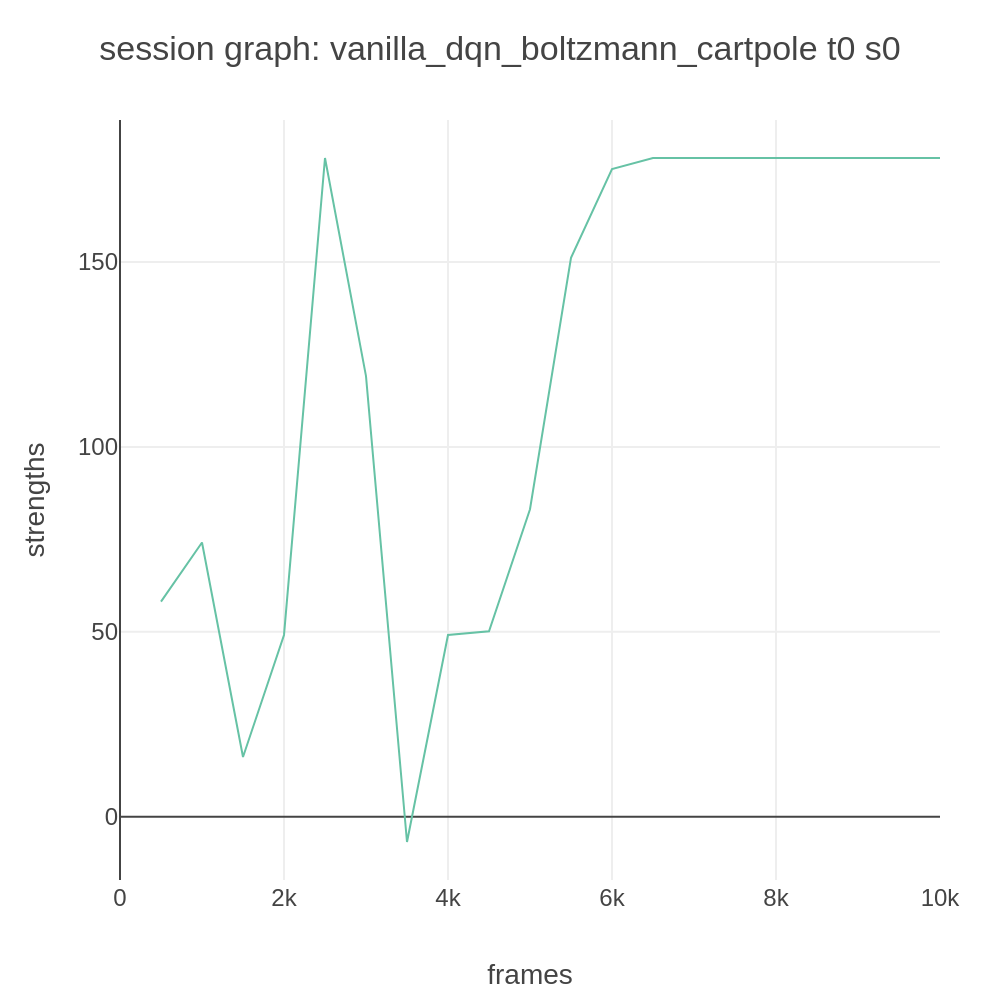 session graph: vanilla_dqn_boltzmann_cartpole t0 s0
150
100
50
0
strengths
0 2k 4k 6k 8k 10k
frames